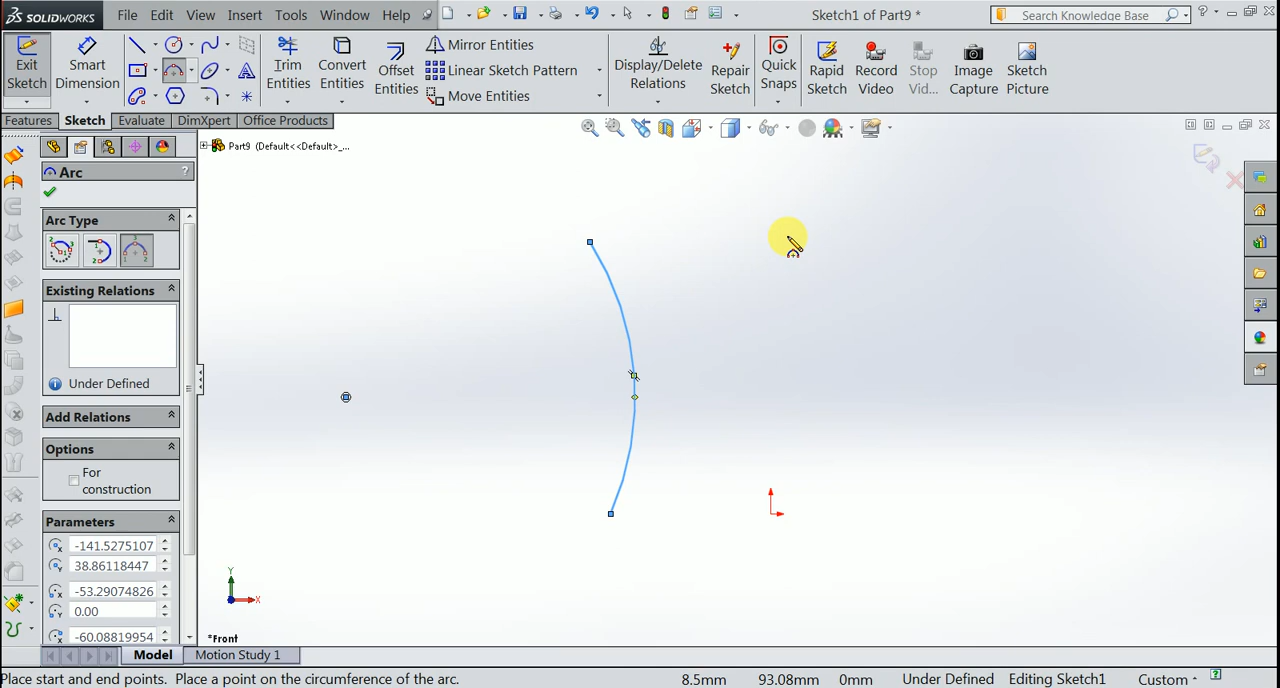 SOLIDWORKS
File Edit View Insert Tools Window Help
Sketch1 of Part9 *
Search Knowledge Base
?
Exit Sketch
Smart Dimension
Trim Entities
Convert Entities
Offset Entities
Mirror Entities
Linear Sketch Pattern
Move Entities
Display/Delete Relations
Repair Sketch
Quick Snaps
Rapid Sketch
Record Video
Stop Vid...
Image Capture
Sketch Picture
Features Sketch Evaluate DimXpert Office Products
Part9 (Default<<Default>_...
Arc ?
Arc Type
Existing Relations
Under Defined
Add Relations
Options
For construction
Parameters
-141.5275107
38.86118447
-53.29074826
0.00
-60.08819954
Y
X
*Front
Model Motion Study 1
Place start and end points. Place a point on the circumference of the arc.
8.5mm 93.08mm 0mm Under Defined Editing Sketch1 Custom ?